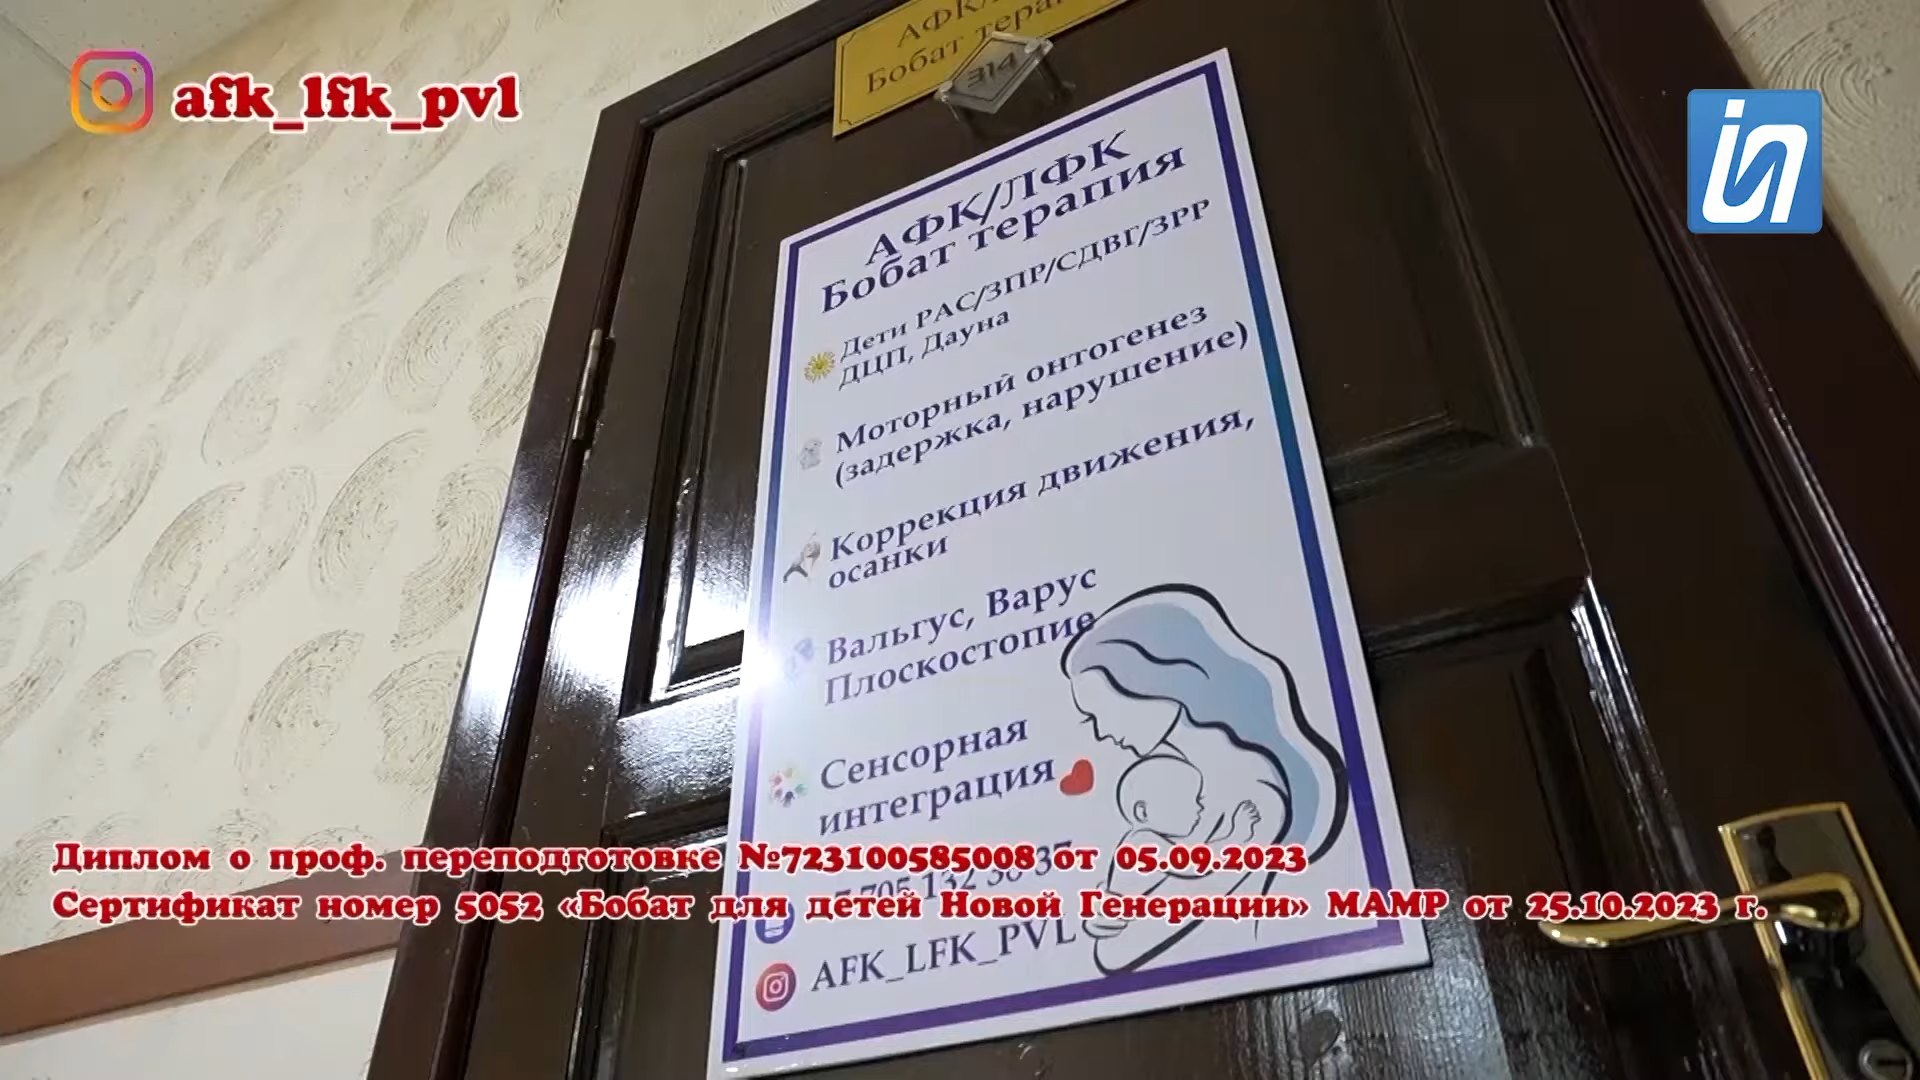 afk_lfk_pvl
Бобат
314
in
АФК/ЛФК
Бобат терапия
Дети РАС/ЗПР/СДВГ/ЗРР
ДЦП, Дауна
Моторный онтогенез
(задержка, нарушение)
Коррекция движения,
осанки
Вальгус, Варус
Плоскостопие
Сенсорная
интеграция
Диплом о проф. переподготовке №723100585008 от 05.09.2023
Сертификат номер 5052 «Бобат для детей Новой Генерации» МАМР от 25.10.2023 г.
AFK_LFK_PVL